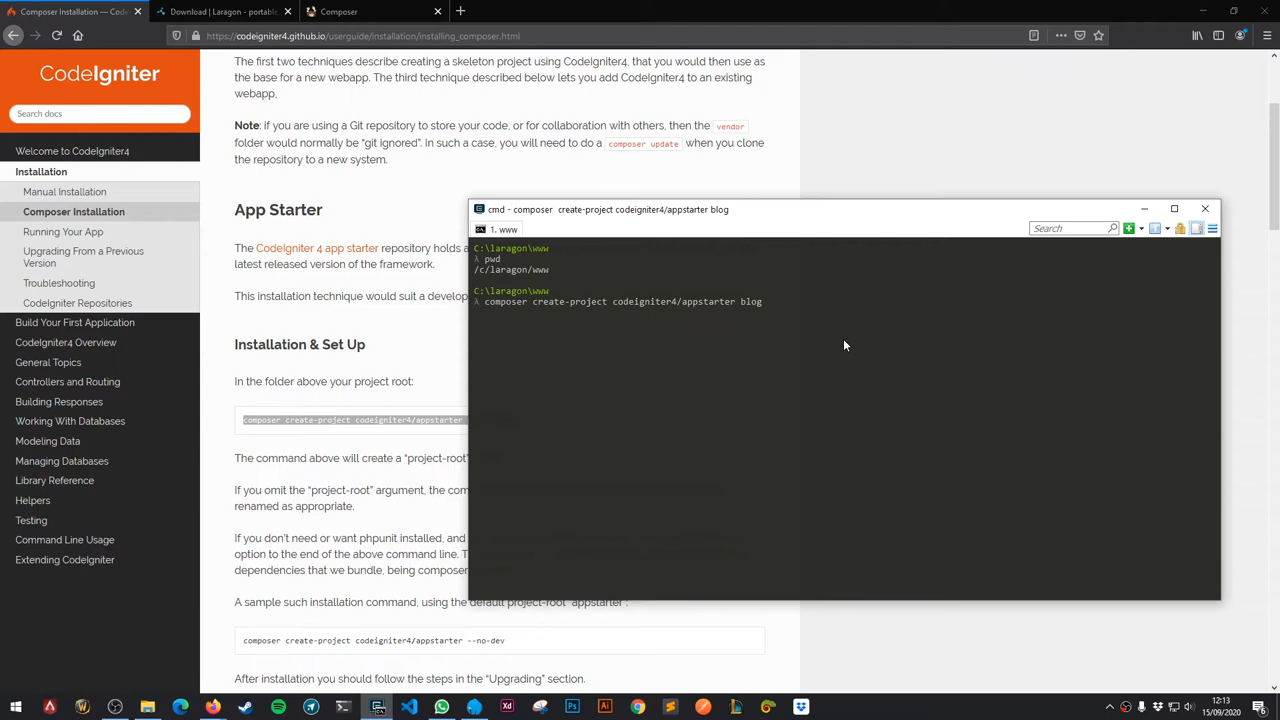 Composer Installation — Code
Download | Laragon - portable
Composer
https://codeigniter4.github.io/userguide/installation/installing_composer.html
CodeIgniter
Search docs
Welcome to CodeIgniter4
Installation
Manual Installation
Composer Installation
Running Your App
Upgrading From a Previous
Version
Troubleshooting
CodeIgniter Repositories
Build Your First Application
CodeIgniter4 Overview
General Topics
Controllers and Routing
Building Responses
Working With Databases
Modeling Data
Managing Databases
Library Reference
Helpers
Testing
Command Line Usage
Extending CodeIgniter
The first two techniques describe creating a skeleton project using CodeIgniter4, that you would then use as
the base for a new webapp. The third technique described below lets you add CodeIgniter4 to an existing
webapp,
Note: if you are using a Git repository to store your code, or for collaboration with others, then the vendor
folder would normally be “git ignored”. In such a case, you will need to do a composer update when you clone
the repository to a new system.
App Starter
The CodeIgniter 4 app starter repository holds a
latest released version of the framework.
This installation technique would suit a develop
Installation & Set Up
In the folder above your project root:
composer create-project codeigniter4/appstarter
The command above will create a “project-root”
If you omit the “project-root” argument, the com
renamed as appropriate.
If you don’t need or want phpunit installed, and
option to the end of the above command line. T
dependencies that we bundle, being compose
A sample such installation command, using the default project-root “appstarter”:
composer create-project codeigniter4/appstarter --no-dev
After installation you should follow the steps in the “Upgrading” section.
cmd - composer  create-project codeigniter4/appstarter blog
1. www
Search
C:\laragon\www
λ pwd
/c/laragon/www
C:\laragon\www
λ composer create-project codeigniter4/appstarter blog
12:13
15/09/2020